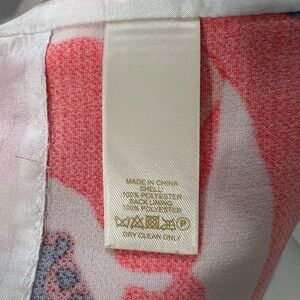 MADE IN CHINA
SHELL:
100% POLYESTER
BACK LINING:
100% POLYESTER
DRY CLEAN ONLY